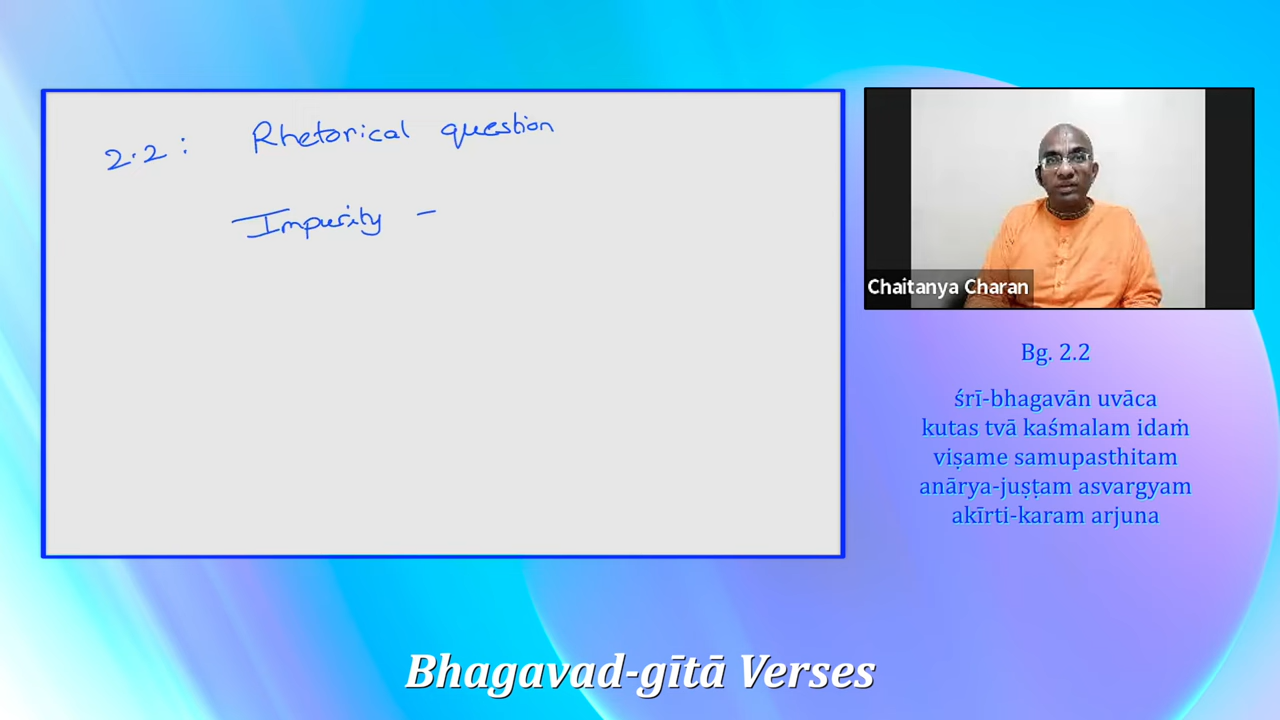 2.2 : Rhetorical question
Impurity -
Chaitanya Charan
Bg. 2.2
śrī-bhagavān uvāca
kutas tvā kaśmalam idaṁ
viṣame samupasthitam
anārya-juṣṭam asvargyam
akīrti-karam arjuna
Bhagavad-gītā Verses